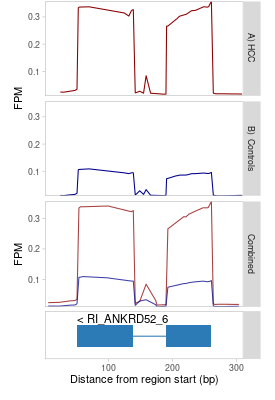 0.3
0.2
0.1
A) HCC
FPM
0.3
0.2
0.1
B) Controls
0.3
0.2
0.1
Combined
FPM
< RI_ANKRD52_6
100 200 300
Distance from region start (bp)